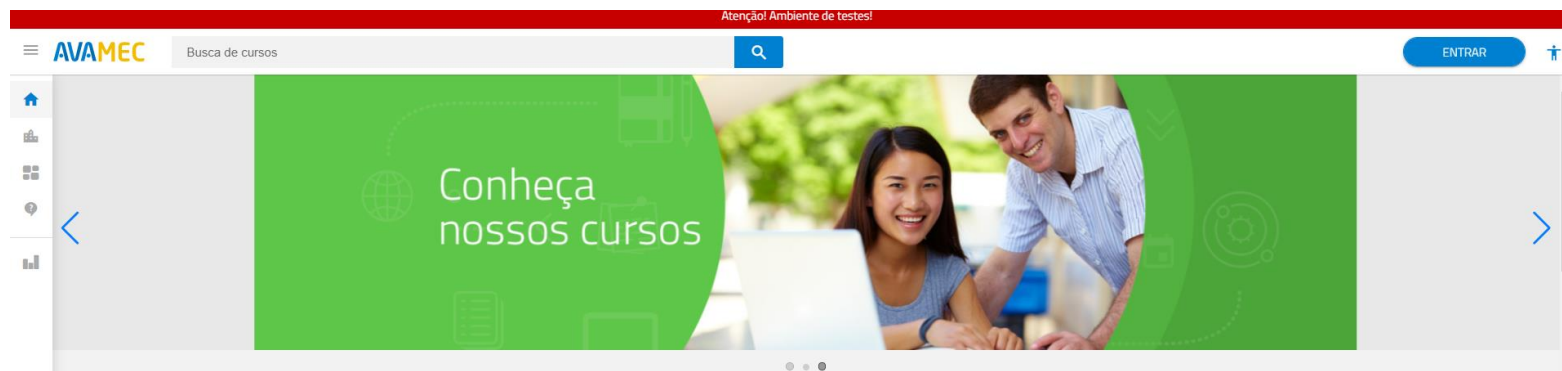 Atenção! Ambiente de testes!
AVAMEC
Busca de cursos
ENTRAR
Conheça
nossos cursos